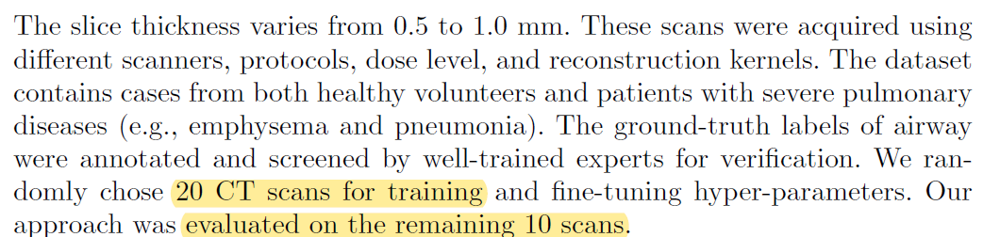 The slice thickness varies from 0.5 to 1.0 mm. These scans were acquired using
different scanners, protocols, dose level, and reconstruction kernels. The dataset
contains cases from both healthy volunteers and patients with severe pulmonary
diseases (e.g., emphysema and pneumonia). The ground-truth labels of airway
were annotated and screened by well-trained experts for verification. We ran-
domly chose 20 CT scans for training and fine-tuning hyper-parameters. Our
approach was evaluated on the remaining 10 scans.